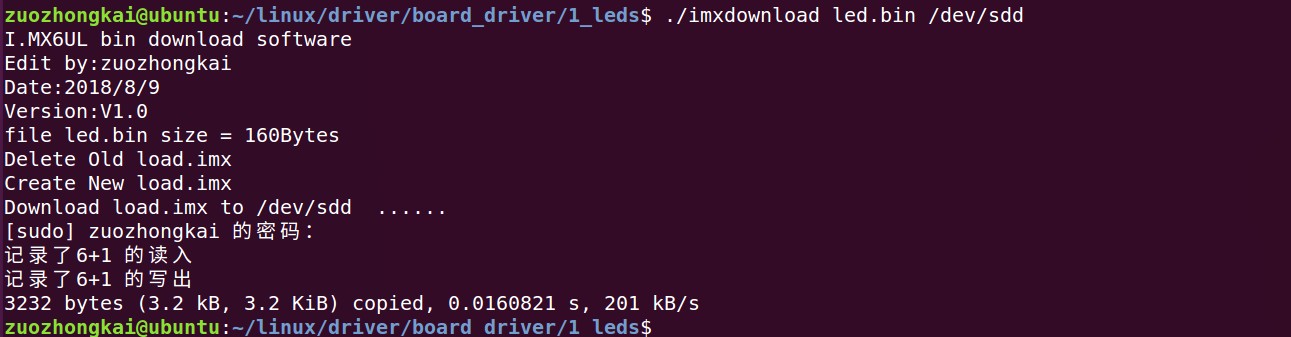 zuozhongkai@ubuntu:~/linux/driver/board_driver/1_leds$ ./imxdownload led.bin /dev/sdd
I.MX6UL bin download software
Edit by:zuozhongkai
Date:2018/8/9
Version:V1.0
file led.bin size = 160Bytes
Delete Old load.imx
Create New load.imx
Download load.imx to /dev/sdd  ......
[sudo] zuozhongkai 的密码：
记录了6+1 的读入
记录了6+1 的写出
3232 bytes (3.2 kB, 3.2 KiB) copied, 0.0160821 s, 201 kB/s
zuozhongkai@ubuntu:~/linux/driver/board_driver/1_leds$